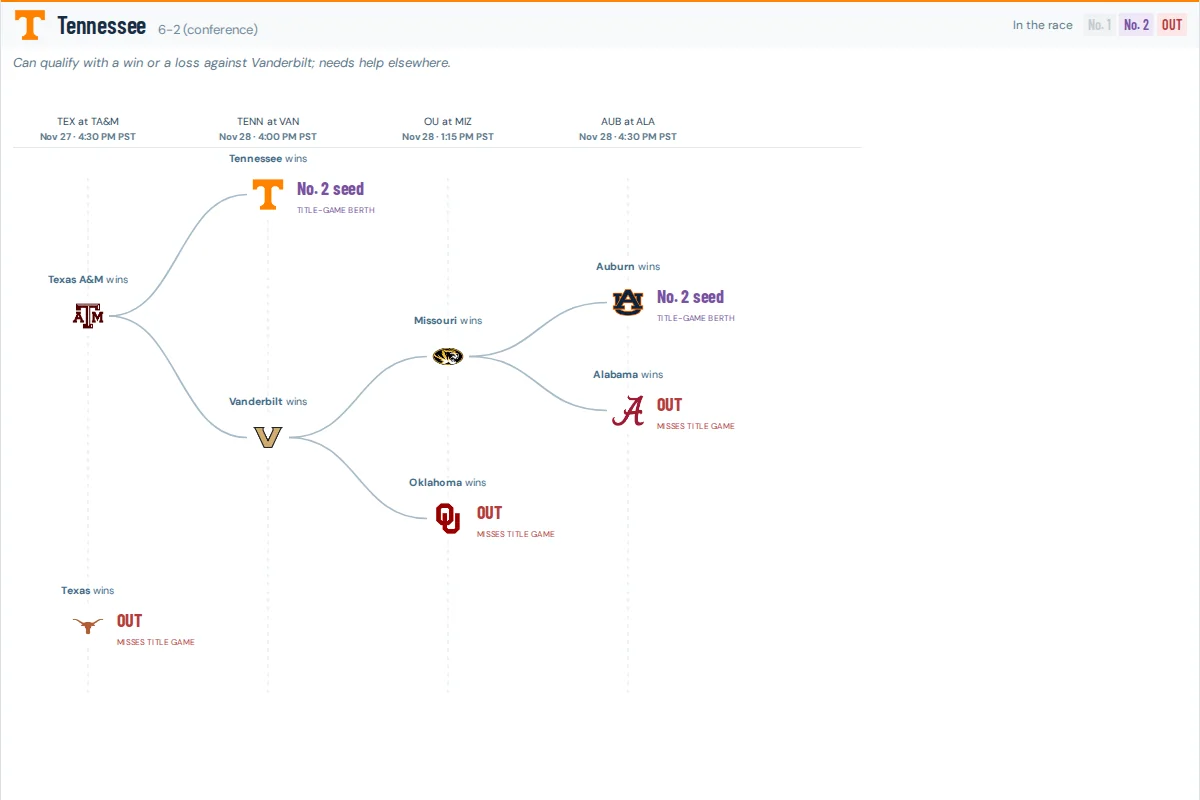 Tennessee 6-2 (conference) In the race No. 1 No. 2 OUT
Can qualify with a win or a loss against Vanderbilt; needs help elsewhere.
TEX at TA&M TENN at VAN OU at MIZ AUB at ALA
Nov 27 · 4:30 PM PST Nov 28 · 4:00 PM PST Nov 28 · 1:15 PM PST Nov 28 · 4:30 PM PST
Tennessee wins
No. 2 seed
TITLE-GAME BERTH
Auburn wins
Texas A&M wins
No. 2 seed
TITLE-GAME BERTH
Missouri wins
Alabama wins
Vanderbilt wins
OUT
MISSES TITLE GAME
Oklahoma wins
OUT
MISSES TITLE GAME
Texas wins
OUT
MISSES TITLE GAME